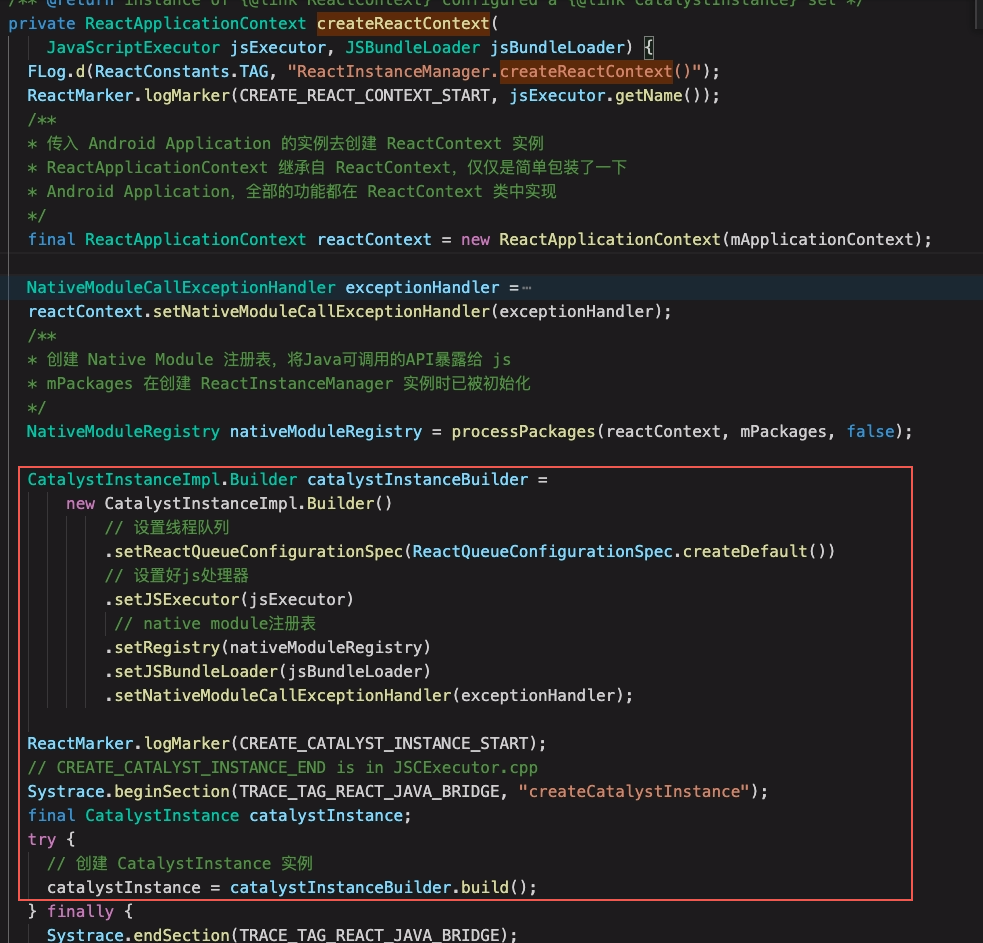 /** @return instance of {@link ReactContext} configured a {@link CatalystInstance} set */
private ReactApplicationContext createReactContext(
JavaScriptExecutor jsExecutor, JSBundleLoader jsBundleLoader) {
FLog.d(ReactConstants.TAG, "ReactInstanceManager.createReactContext()");
ReactMarker.logMarker(CREATE_REACT_CONTEXT_START, jsExecutor.getName());
/**
* 传入 Android Application 的实例去创建 ReactContext 实例
* ReactApplicationContext 继承自 ReactContext，仅仅是简单包装了一下
* Android Application，全部的功能都在 ReactContext 类中实现
*/
final ReactApplicationContext reactContext = new ReactApplicationContext(mApplicationContext);
NativeModuleCallExceptionHandler exceptionHandler =⋯
reactContext.setNativeModuleCallExceptionHandler(exceptionHandler);
/**
* 创建 Native Module 注册表，将Java可调用的API暴露给 js
* mPackages 在创建 ReactInstanceManager 实例时已被初始化
*/
NativeModuleRegistry nativeModuleRegistry = processPackages(reactContext, mPackages, false);
CatalystInstanceImpl.Builder catalystInstanceBuilder =
new CatalystInstanceImpl.Builder()
// 设置线程队列
.setReactQueueConfigurationSpec(ReactQueueConfigurationSpec.createDefault())
// 设置好js处理器
.setJSExecutor(jsExecutor)
// native module注册表
.setRegistry(nativeModuleRegistry)
.setJSBundleLoader(jsBundleLoader)
.setNativeModuleCallExceptionHandler(exceptionHandler);
ReactMarker.logMarker(CREATE_CATALYST_INSTANCE_START);
// CREATE_CATALYST_INSTANCE_END is in JSCExecutor.cpp
Systrace.beginSection(TRACE_TAG_REACT_JAVA_BRIDGE, "createCatalystInstance");
final CatalystInstance catalystInstance;
try {
// 创建 CatalystInstance 实例
catalystInstance = catalystInstanceBuilder.build();
} finally {
Systrace.endSection(TRACE_TAG_REACT_JAVA_BRIDGE);